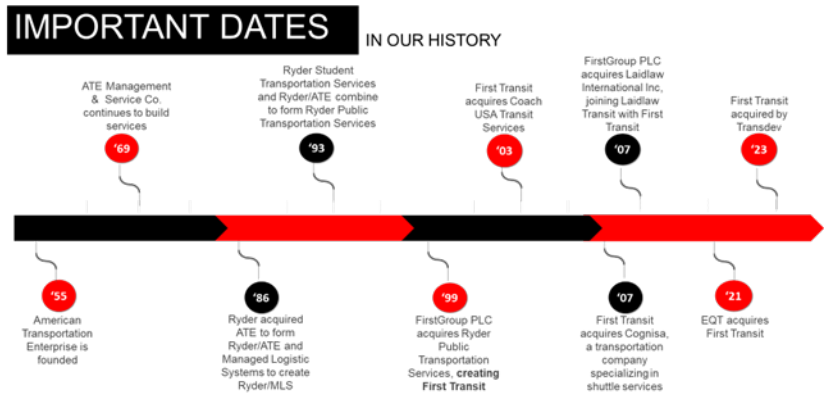 IMPORTANT DATES
IN OUR HISTORY
ATE Management
& Service Co.
continues to build
services
'69
Ryder Student
Transportation Services
and Ryder/ATE combine
to form Ryder Public
Transportation Services
'93
First Transit
acquires Coach
USA Transit
Services
'03
FirstGroup PLC
acquires Laidlaw
International Inc,
joining Laidlaw
Transit with First
Transit
'07
First Transit
acquired by
Transdev
'23
'55
American
Transportation
Enterprise is
founded
'86
Ryder acquired
ATE to form
Ryder/ATE and
Managed Logistic
Systems to create
Ryder/MLS
'99
FirstGroup PLC
acquires Ryder
Public
Transportation
Services, creating
First Transit
'07
First Transit
acquires Cognisa,
a transportation
company
specializing in
shuttle services
'21
EQT acquires
First Transit